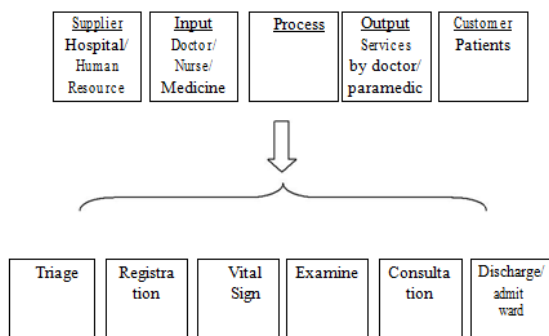 Supplier
Hospital/
Human
Resource
Input
Doctor/
Nurse/
Medicine
Process
Output
Services
by doctor/
paramedic
Customer
Patients
Triage
Registra
tion
Vital
Sign
Examine
Consulta
tion
Discharge/
admit
ward